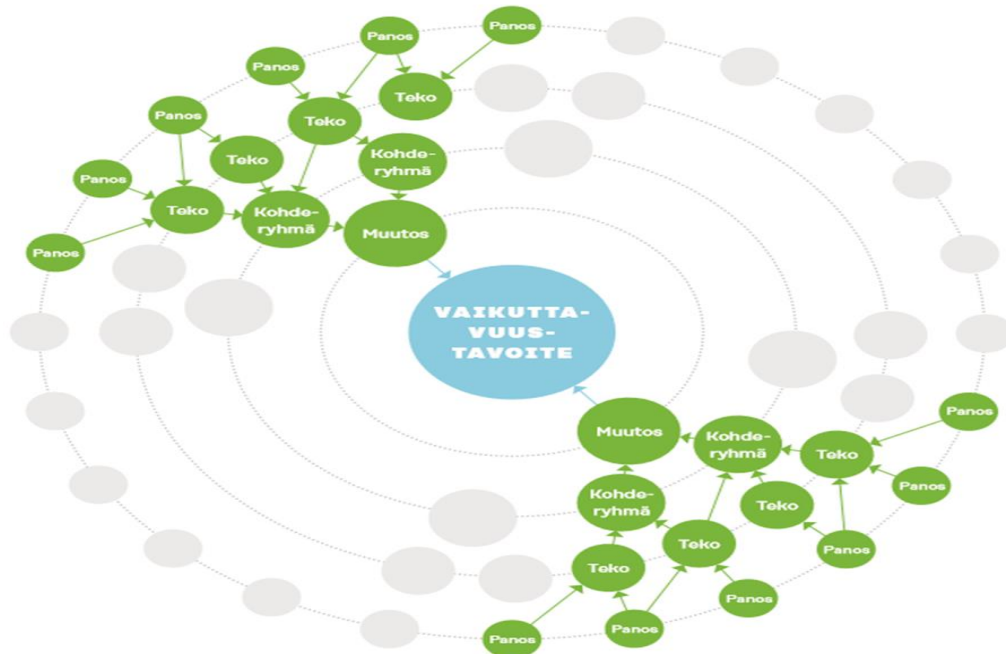 Panos
Panos
Panos
Teko
Panos
Teko
Teko
Kohde-
ryhmä
Panos
Teko
Kohde-
ryhmä
Muutos
Panos
VAIKUTTA-
VUUS-
TAVOITE
Panos
Muutos
Kohde-
ryhmä
Teko
Panos
Kohde-
ryhmä
Teko
Teko
Panos
Teko
Panos
Panos
Panos